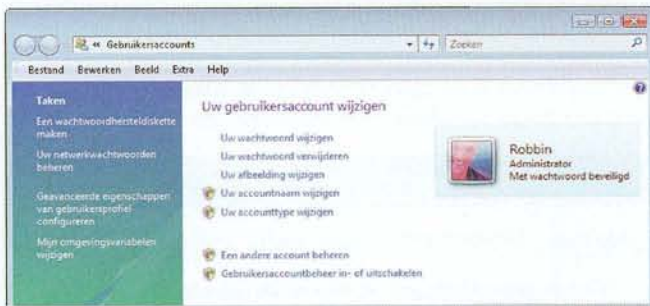 « Gebruikersaccounts
Zoeken
Bestand Bewerken Beeld Extra Help
Taken
Een wachtwoordhersteldiskette
maken
Uw netwerkwachtwoorden
beheren
Geavanceerde eigenschappen
van gebruikersprofiel
configureren
Mijn omgevingsvariabelen
wijzigen
Uw gebruikersaccount wijzigen
Uw wachtwoord wijzigen
Uw wachtwoord verwijderen
Uw afbeelding wijzigen
Uw accountnaam wijzigen
Uw accounttype wijzigen
Een andere account beheren
Gebruikersaccountbeheer in- of uitschakelen
Robbin
Administrator
Met wachtwoord beveiligd